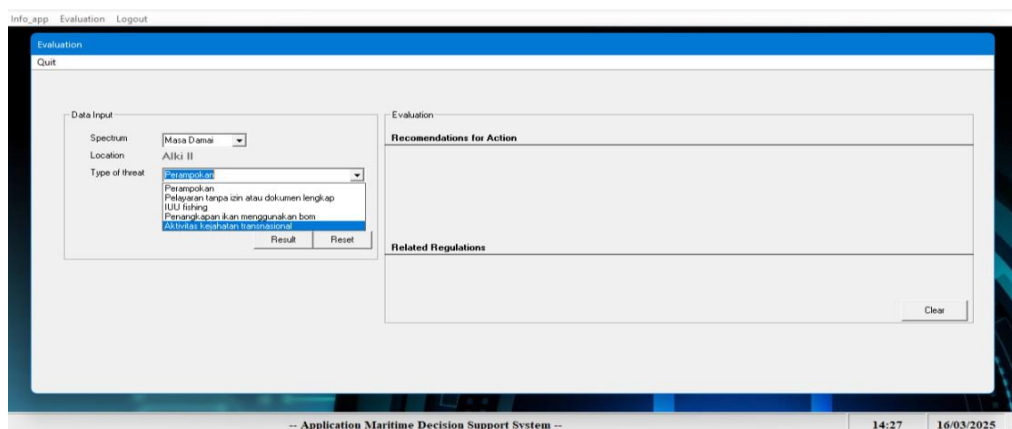 Info_app Evaluation Logout
Evaluation
Quit
Data Input
Spectrum Masa Damai
Location Alki II
Type of threat Perampokan
Perampokan
Pelayaran tanpa izin atau dokumen lengkap
IUU fishing
Penangkapan ikan menggunakan bom
Aktivitas kejahatan transnasional
Result Reset
Evaluation
Recomendations for Action
Related Regulations
Clear
-- Application Maritime Decision Support System -- 14:27 16/03/2025